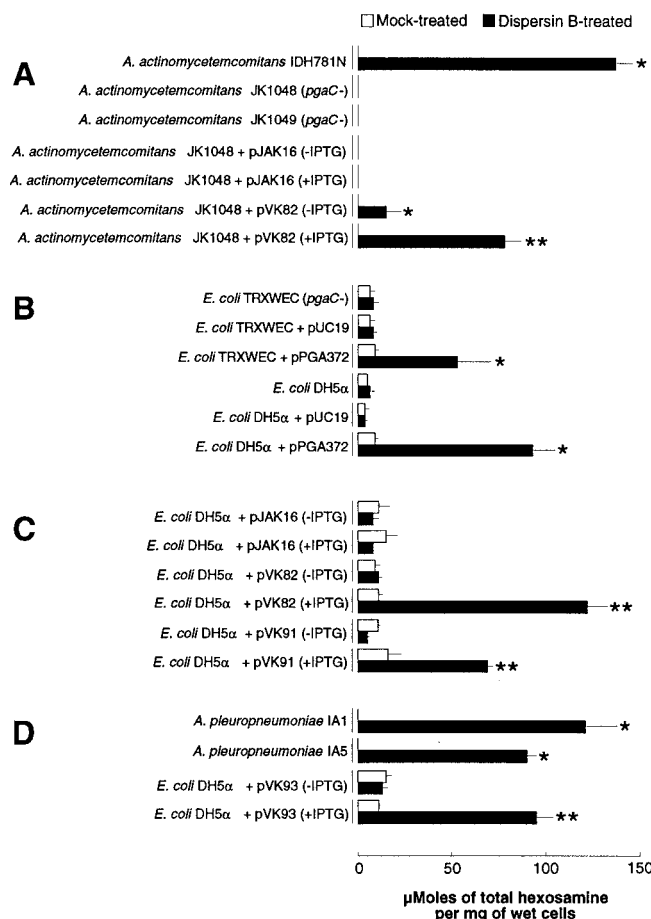 Mock-treated Dispersin B-treated
A
A. actinomycetemcomitans IDH781N *
A. actinomycetemcomitans JK1048 (pgaC-)
A. actinomycetemcomitans JK1049 (pgaC-)
A. actinomycetemcomitans JK1048 + pJAK16 (-IPTG)
A. actinomycetemcomitans JK1048 + pJAK16 (+IPTG)
A. actinomycetemcomitans JK1048 + pVK82 (-IPTG) *
A. actinomycetemcomitans JK1048 + pVK82 (+IPTG) **
B
E. coli TRXWEC (pgaC-)
E. coli TRXWEC + pUC19
E. coli TRXWEC + pPGA372 *
E. coli DH5α
E. coli DH5α + pUC19
E. coli DH5α + pPGA372 *
C
E. coli DH5α + pJAK16 (-IPTG)
E. coli DH5α + pJAK16 (+IPTG)
E. coli DH5α + pVK82 (-IPTG)
E. coli DH5α + pVK82 (+IPTG) **
E. coli DH5α + pVK91 (-IPTG)
E. coli DH5α + pVK91 (+IPTG) **
D
A. pleuropneumoniae IA1 *
A. pleuropneumoniae IA5 *
E. coli DH5α + pVK93 (-IPTG)
E. coli DH5α + pVK93 (+IPTG) **
0 50 100 150
µMoles of total hexosamine
per mg of wet cells